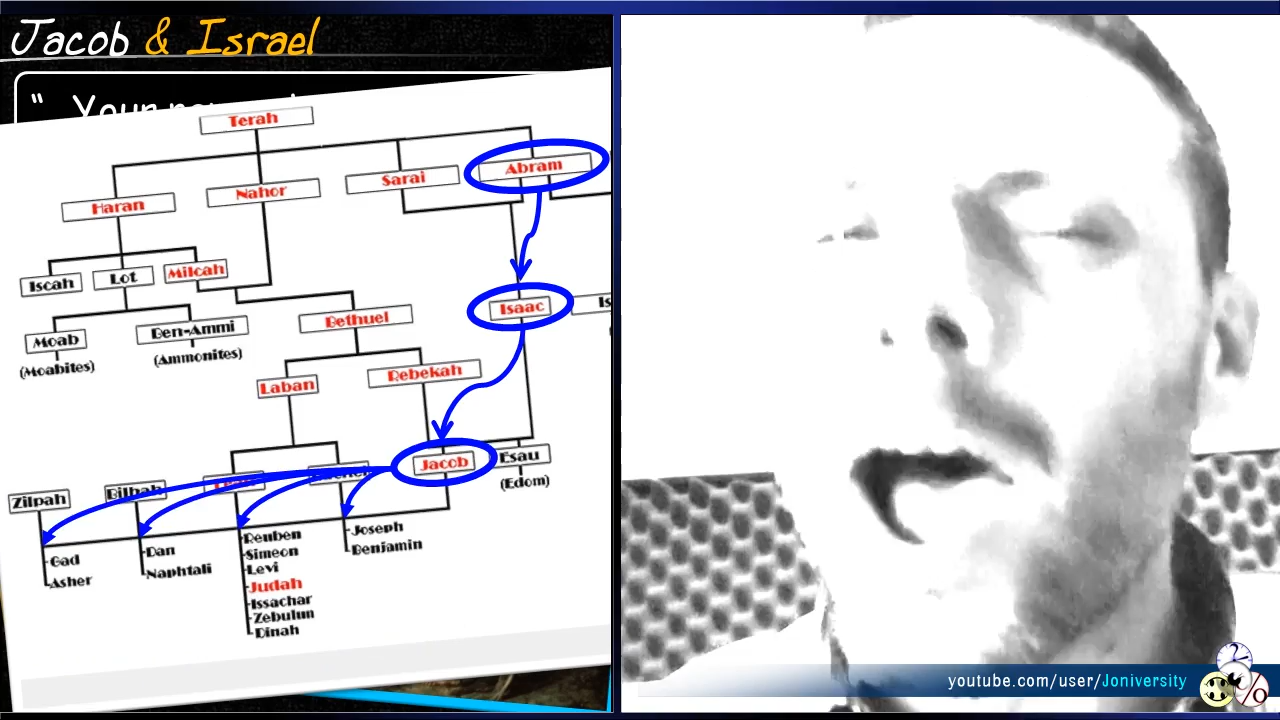 Jacob & Israel
“ Your
Terah
Haran
Nahor
Sarai
Abram
Iscah
Lot
Milcah
Isaac
Moab
Ben-Ammi
Bethuel
(Moabites)
(Ammonites)
Laban
Rebekah
Zilpah
Bilhah
Leah
Jacob
Esau
(Edom)
Gad
Asher
Dan
Naphtali
Reuben
Simeon
Levi
Judah
Issachar
Zebulun
Dinah
Joseph
Benjamin
youtube.com/user/Joniversity